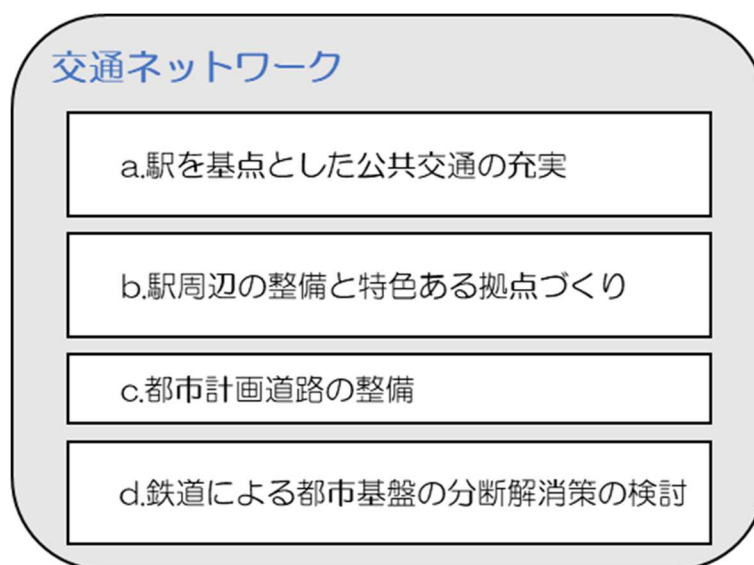 交通ネットワーク
a.駅を基点とした公共交通の充実
b.駅周辺の整備と特色ある拠点づくり
c.都市計画道路の整備
d.鉄道による都市基盤の分断解消策の検討